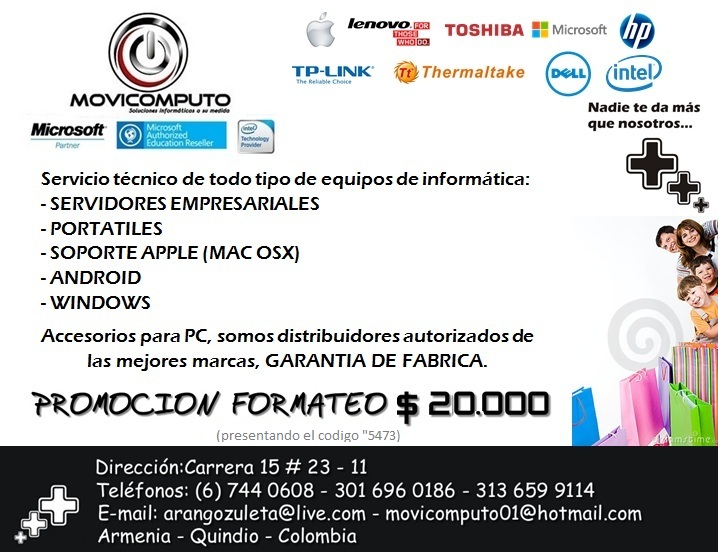 MOVICOMPUTO
Soluciones Informáticas a su medida
Microsoft
Partner
Microsoft
Authorized
Education Reseller
intel
Technology
Provider
lenovo FOR
THOSE
WHO DO.
TOSHIBA
Microsoft
hp
TP-LINK
The Reliable Choice
Tt Thermaltake
DELL
intel
Nadie te da más
que nosotros...
Servicio técnico de todo tipo de equipos de informática:
- SERVIDORES EMPRESARIALES
- PORTATILES
- SOPORTE APPLE (MAC OSX)
- ANDROID
- WINDOWS
Accesorios para PC, somos distribuidores autorizados de
las mejores marcas, GARANTIA DE FABRICA.
PROMOCION FORMATEO $ 20.000
(presentando el codigo "5473)
Dirección:Carrera 15 # 23 - 11
Teléfonos: (6) 744 0608 - 301 696 0186 - 313 659 9114
E-mail: arangozuleta@live.com - movicomputo01@hotmail.com
Armenia - Quindio - Colombia